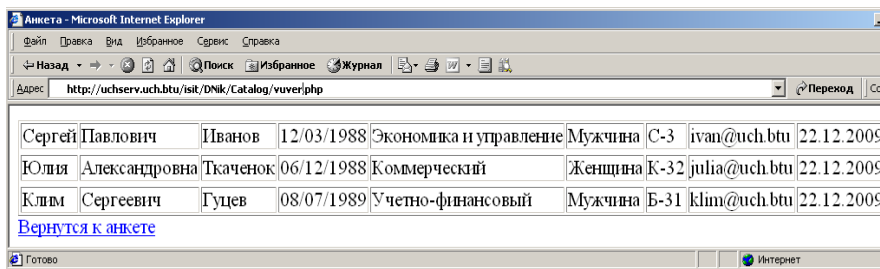 Анкета - Microsoft Internet Explorer
Файл Правка Вид Избранное Сервис Справка
Назад Поиск Избранное Журнал
Адрес http://uchserv.uch.btu/isit/DNik/Catalog/vuver.php Переход
Сергей Павлович Иванов 12/03/1988 Экономика и управление Мужчина С-3 ivan@uch.btu 22.12.2009
Юлия Александровна Ткаченок 06/12/1988 Коммерческий Женщина К-32 julia@uch.btu 22.12.2009
Клим Сергеевич Гуцев 08/07/1989 Учетно-финансовый Мужчина Б-31 klim@uch.btu 22.12.2009
Вернутся к анкете
Готово Интернет